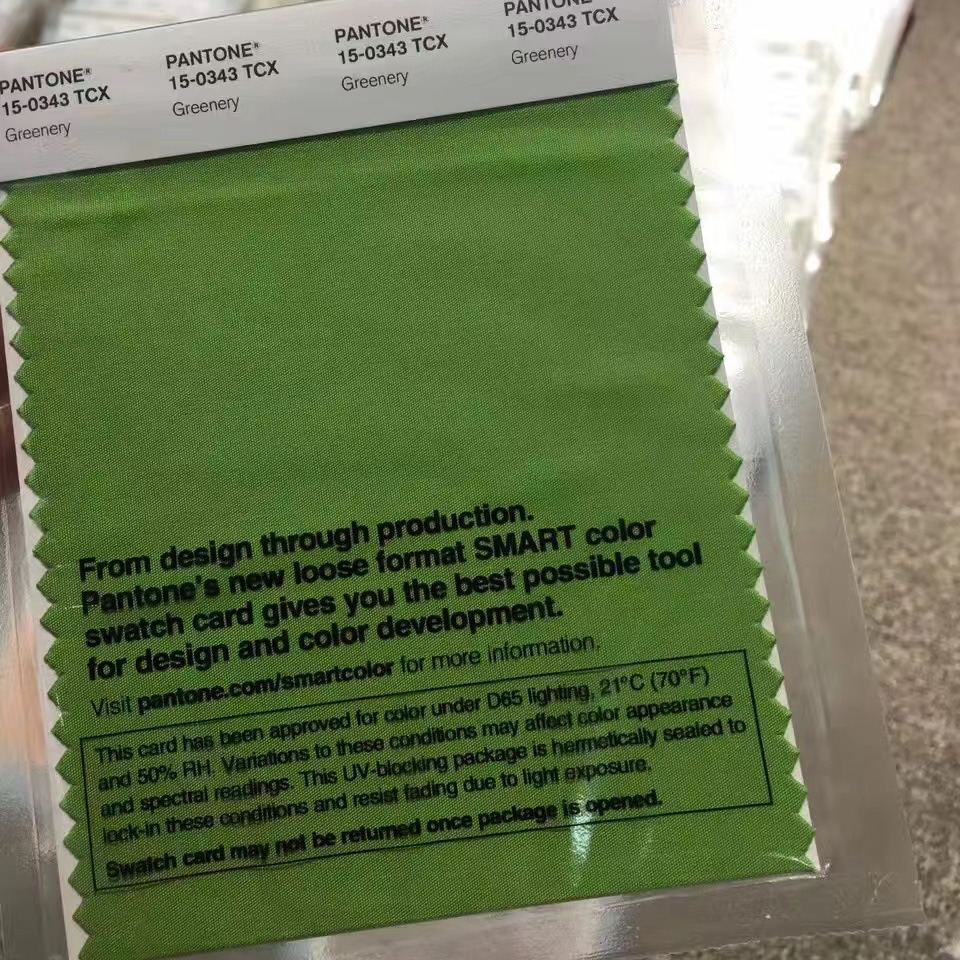 PANTONE® PANTONE® PANTONE® PANTONE
15-0343 TCX 15-0343 TCX 15-0343 TCX 15-0343 TCX
Greenery Greenery Greenery Greenery
From design through production.
Pantone's new loose format SMART color
swatch card gives you the best possible tool
for design and color development.
Visit pantone.com/smartcolor for more information.
This card has been approved for color under D65 lighting, 21°C (70°F)
and 50% RH. Variations to these conditions may affect color appearance
and spectral readings. This UV-blocking package is hermetically sealed to
lock-in these conditions and resist fading due to light exposure.
Swatch card may not be returned once package is opened.